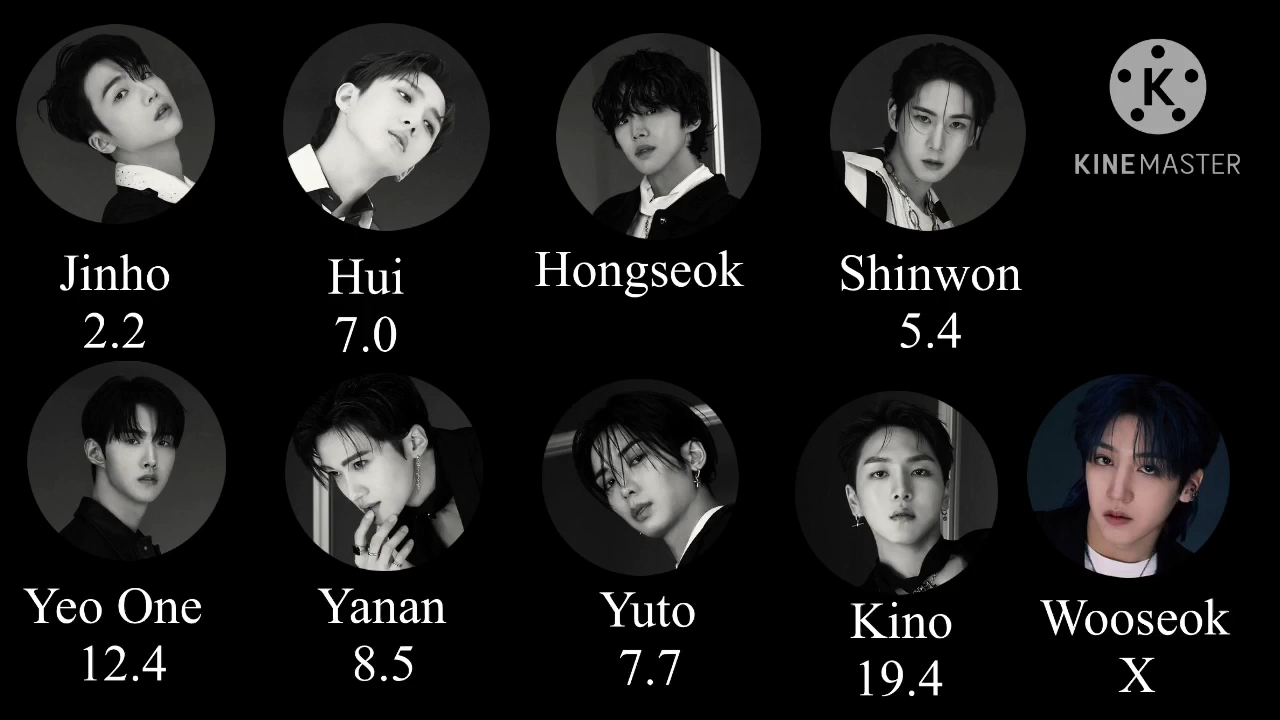 K
KINEMASTER
Jinho
2.2
Hui
7.0
Hongseok
Shinwon
5.4
Yeo One
12.4
Yanan
8.5
Yuto
7.7
Kino
19.4
Wooseok
X